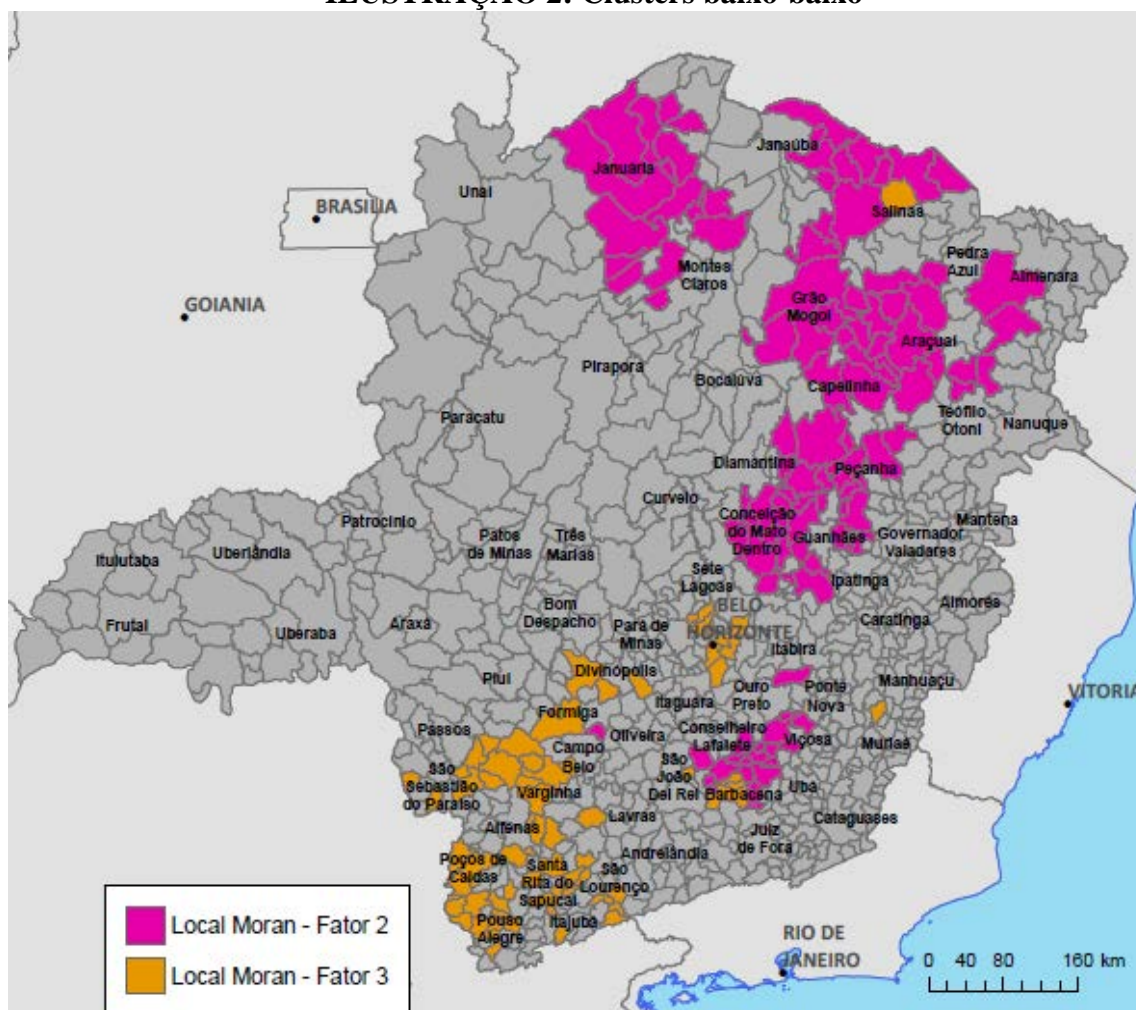 ILUSTRAÇÃO 2: Clusters baixo-baixo
Janaúba
Januária
Unaí
BRASILIA
Salinas
Pedra
Azul
Almenara
Montes
Claros
GOIANIA
Grão
Mogol
Araçuaí
Pirapora
Bocaiúva
Capelinha
Paracatu
Teófilo
Otoni
Nanuque
Diamantina
Peçanha
Curvelo
Patrocínio
Conceição
do Mato
Dentro
Guanhães
Mantena
Governador
Valadares
Patos
de Minas
Três
Marias
Uberlândia
Ituiutaba
Sete
Lagoas
Ipatinga
Aimorés
Bom
Despacho
BELO
HORIZONTE
Caratinga
Frutal
Uberaba
Araxá
Pará de
Minas
Itabira
Divinópolis
Piuí
Itaguara
Ouro
Preto
Ponte
Nova
Manhuaçu
VITORIA
Formiga
Passos
Campo
Belo
Oliveira
Conselheiro
Lafaiete
Viçosa
Muriaé
São
Sebastião
do Paraíso
São
João
Del Rei
Barbacena
Ubá
Varginha
Lavras
Alfenas
Cataguases
Juiz
de Fora
Andrelândia
Poços de
Caldas
Santa
Rita do
Sapucaí
São
Lourenço
Pouso
Alegre
Itajubá
Local Moran - Fator 2
Local Moran - Fator 3
RIO DE
JANEIRO
0 40 80 160 km